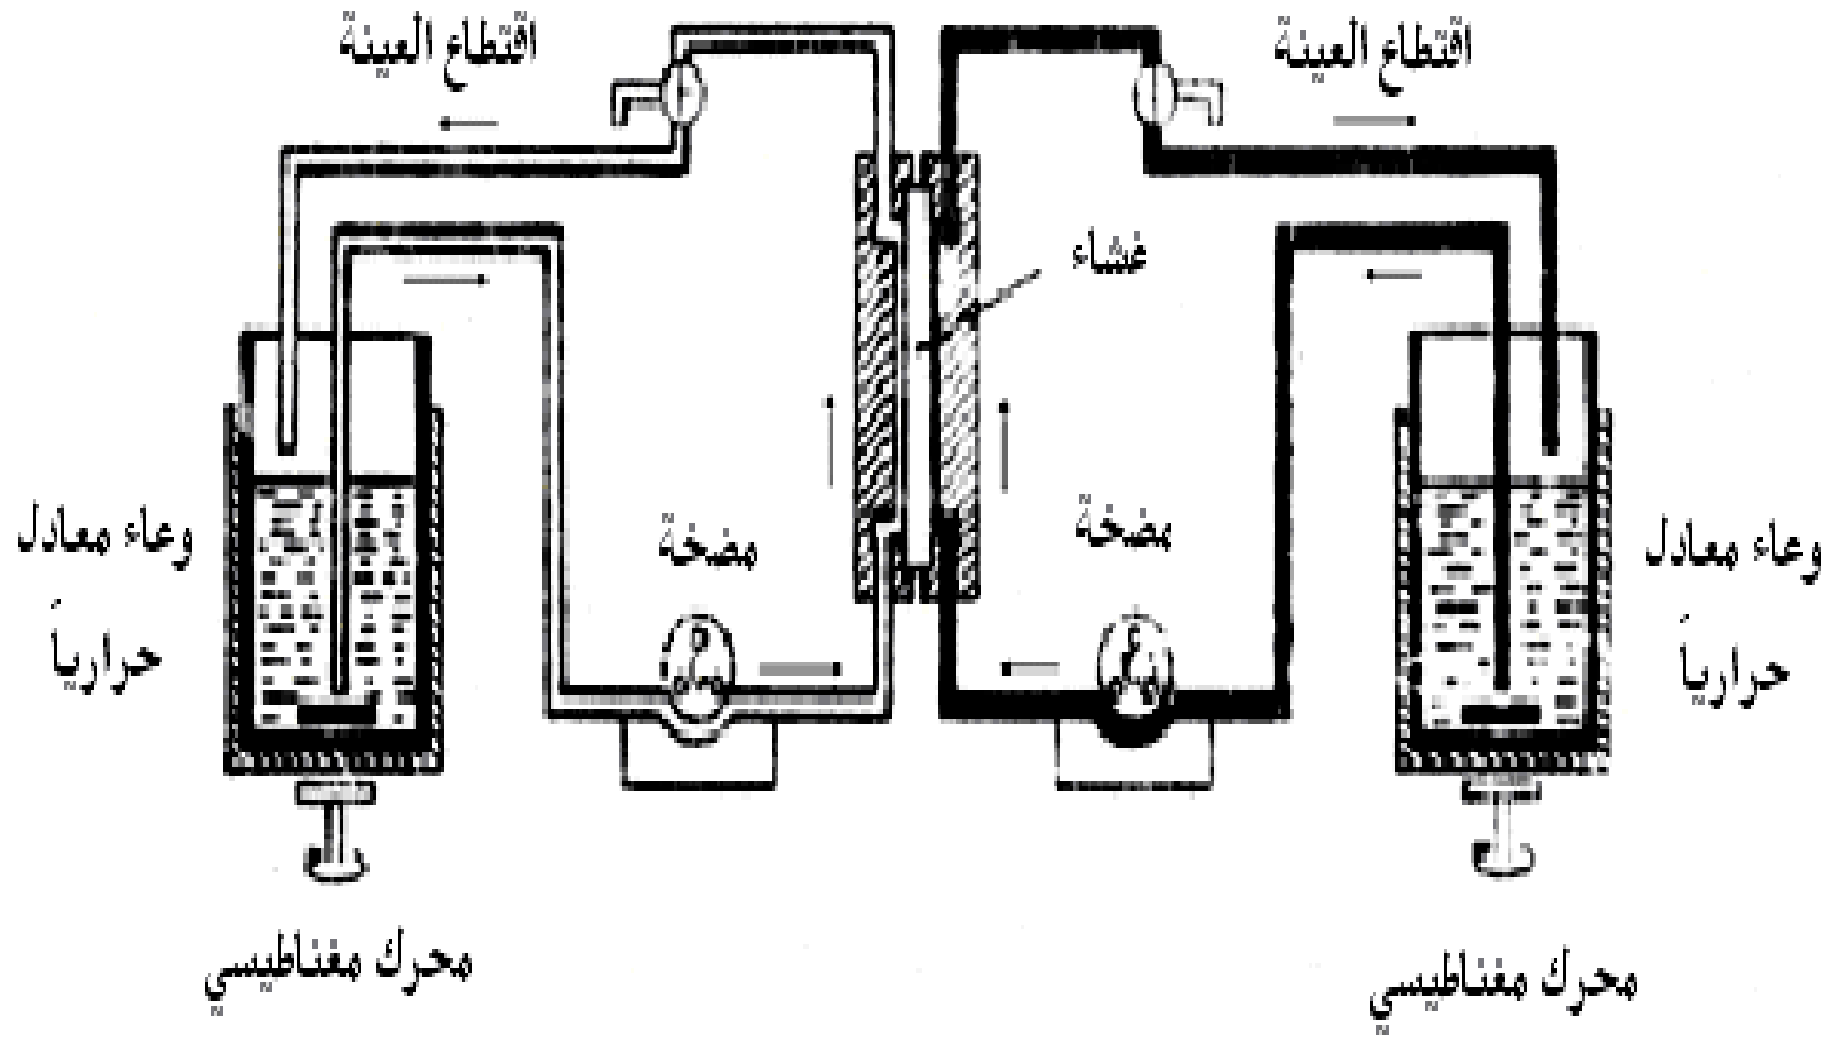 اقتطاع العينة
اقتطاع العينة
غشاء
مضخة
مضخة
وعاء معادل
حرارياً
وعاء معادل
حرارياً
محرك مغناطيسي
محرك مغناطيسي